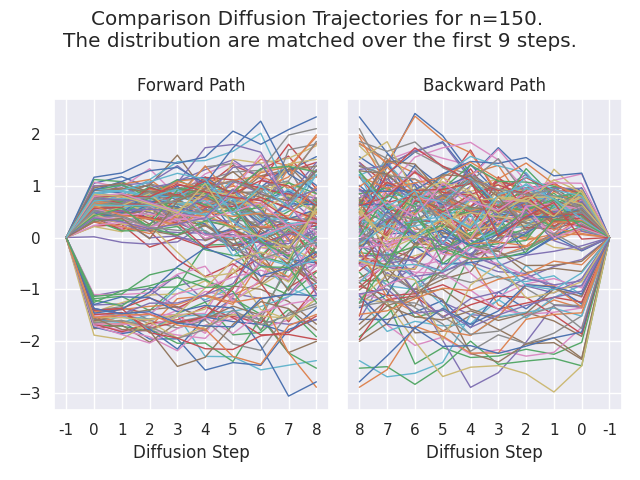 Comparison Diffusion Trajectories for n=150.
The distribution are matched over the first 9 steps.
Forward Path
Backward Path
2
1
0
−1
−2
−3
-1 0 1 2 3 4 5 6 7 8
8 7 6 5 4 3 2 1 0 -1
Diffusion Step
Diffusion Step